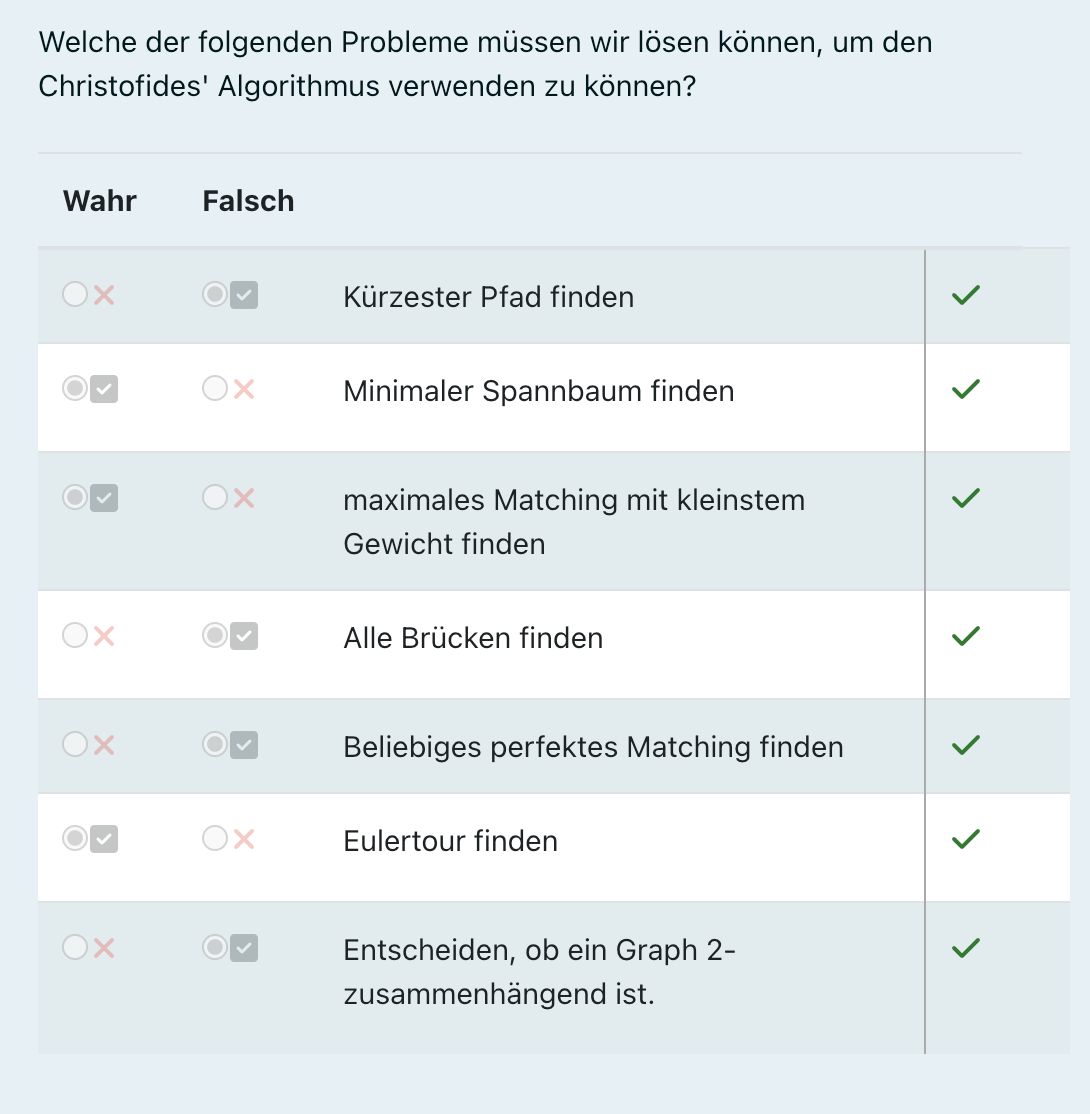 Welche der folgenden Probleme müssen wir lösen können, um den
Christofides' Algorithmus verwenden zu können?
Wahr Falsch
Kürzester Pfad finden
Minimaler Spannbaum finden
maximales Matching mit kleinstem
Gewicht finden
Alle Brücken finden
Beliebiges perfektes Matching finden
Eulertour finden
Entscheiden, ob ein Graph 2-
zusammenhängend ist.